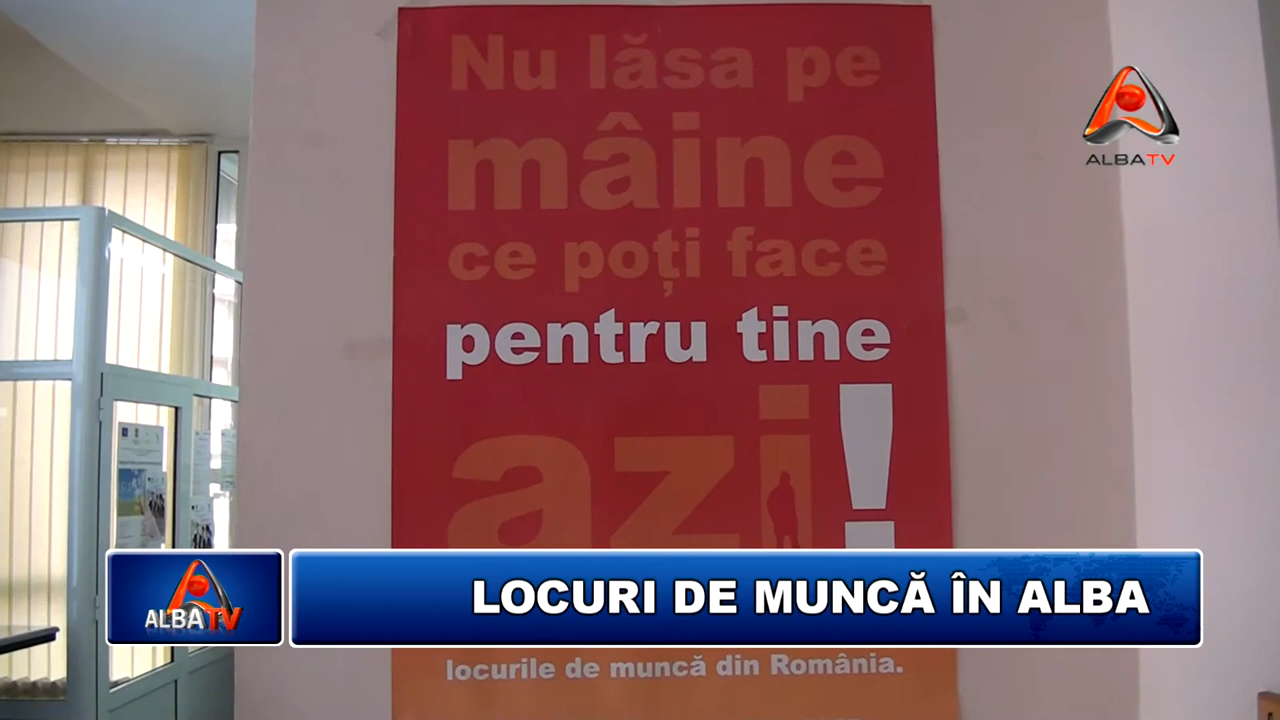 Nu lăsa pe
mâine
ce poți face
pentru tine
azi!
ALBATV
ALBATV
LOCURI DE MUNCĂ ÎN ALBA
locurile de muncă din România.